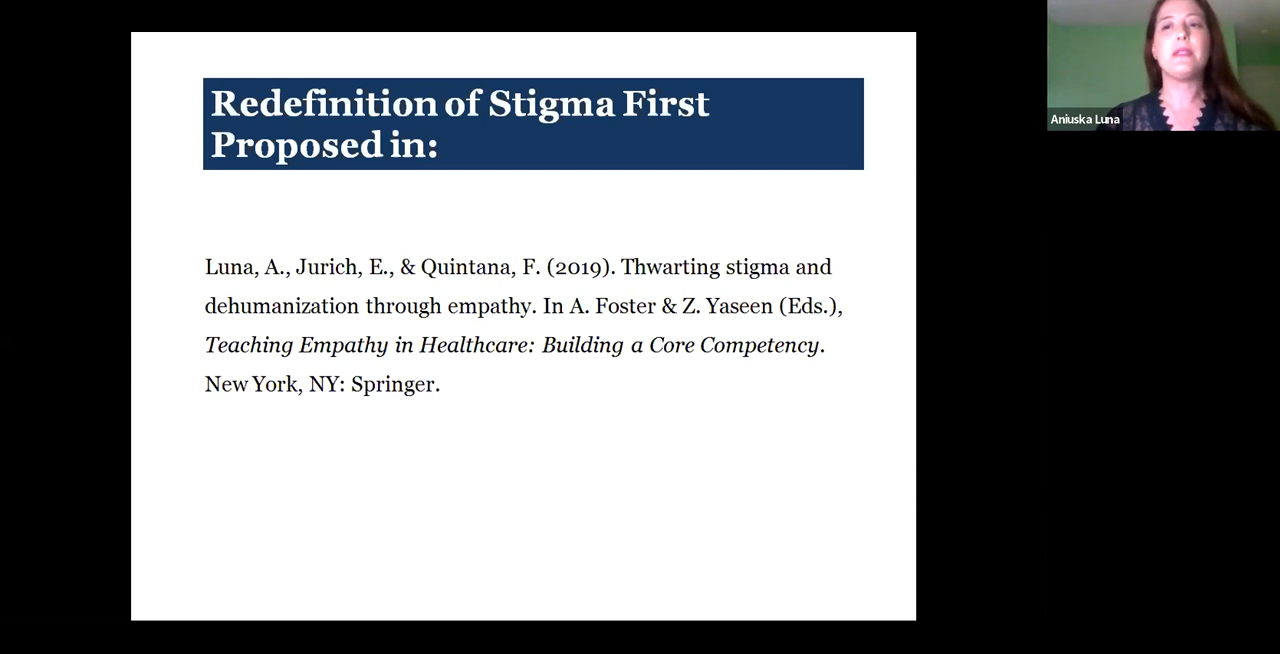 Redefinition of Stigma First
Proposed in:
Luna, A., Jurich, E., & Quintana, F. (2019). Thwarting stigma and
dehumanization through empathy. In A. Foster & Z. Yaseen (Eds.),
Teaching Empathy in Healthcare: Building a Core Competency.
New York, NY: Springer.
Aniuska Luna